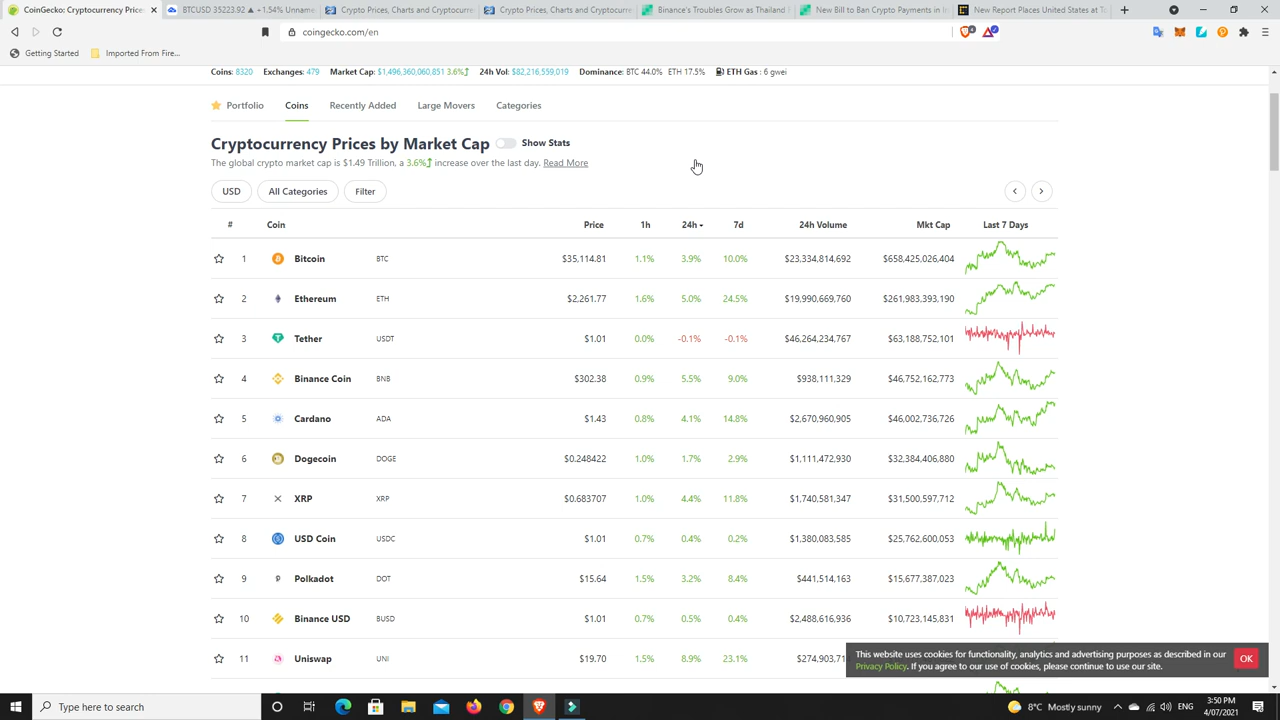 CoinGecko: Cryptocurrency Price
BTCUSD 35223.92 ▲ +1.54% Unname
Crypto Prices, Charts and Cryptocurr
Crypto Prices, Charts and Cryptocurr
Binance's Troubles Grow as Thailand
New Bill to Ban Crypto Payments in
New Report Places United States at T
coingecko.com/en
Getting Started
Imported From Fire...
Coins: 8320 Exchanges: 479 Market Cap: $1,496,360,060,851 3.6% 24h Vol: $82,216,559,019 Dominance: BTC 44.0% ETH 17.5% ETH Gas : 6 gwei
Portfolio Coins Recently Added Large Movers Categories
Cryptocurrency Prices by Market Cap Show Stats
The global crypto market cap is $1.49 Trillion, a 3.6% increase over the last day. Read More
USD All Categories Filter
# Coin Price 1h 24h 7d 24h Volume Mkt Cap Last 7 Days
1 Bitcoin BTC $35,114.81 1.1% 3.9% 10.0% $23,334,814,692 $658,425,026,404
2 Ethereum ETH $2,261.77 1.6% 5.0% 24.5% $19,990,669,760 $261,983,393,190
3 Tether USDT $1.01 0.0% -0.1% -0.1% $46,264,234,767 $63,188,752,101
4 Binance Coin BNB $302.38 0.9% 5.5% 9.0% $938,111,329 $46,752,162,773
5 Cardano ADA $1.43 0.8% 4.1% 14.8% $2,670,960,905 $46,002,736,726
6 Dogecoin DOGE $0.248422 1.0% 1.7% 2.9% $1,111,472,930 $32,384,406,880
7 XRP XRP $0.683707 1.0% 4.4% 11.8% $1,740,581,347 $31,500,597,712
8 USD Coin USDC $1.01 0.7% 0.4% 0.2% $1,380,083,585 $25,762,600,053
9 Polkadot DOT $15.64 1.5% 3.2% 8.4% $441,514,163 $15,677,387,023
10 Binance USD BUSD $1.01 0.7% 0.5% 0.4% $2,488,616,936 $10,723,145,831
11 Uniswap UNI $19.70 1.5% 8.9% 23.1% $274,903,71
This website uses cookies for functionality, analytics and advertising purposes as described in our
Privacy Policy. If you agree to our use of cookies, please continue to use our site.
OK
Type here to search
8°C Mostly sunny
ENG
3:50 PM
4/07/2021